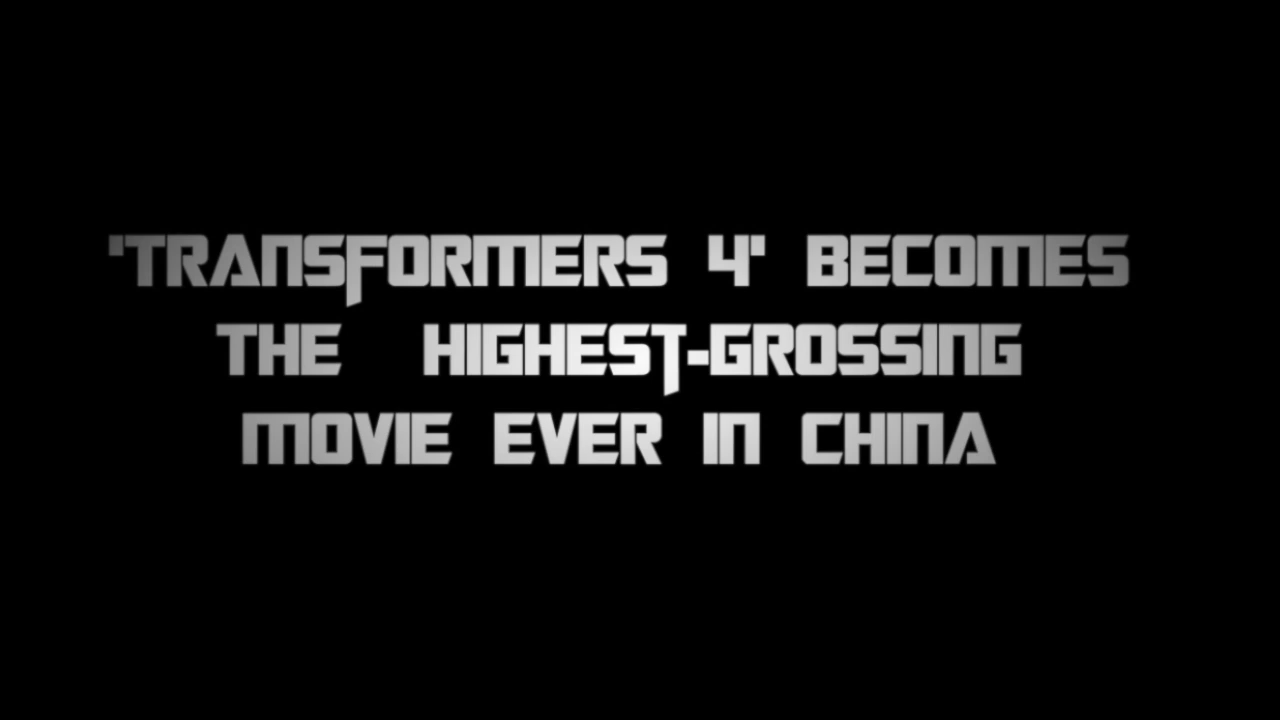 'TRANSFORMERS 4' BECOMES
THE HIGHEST-GROSSING
MOVIE EVER IN CHINA